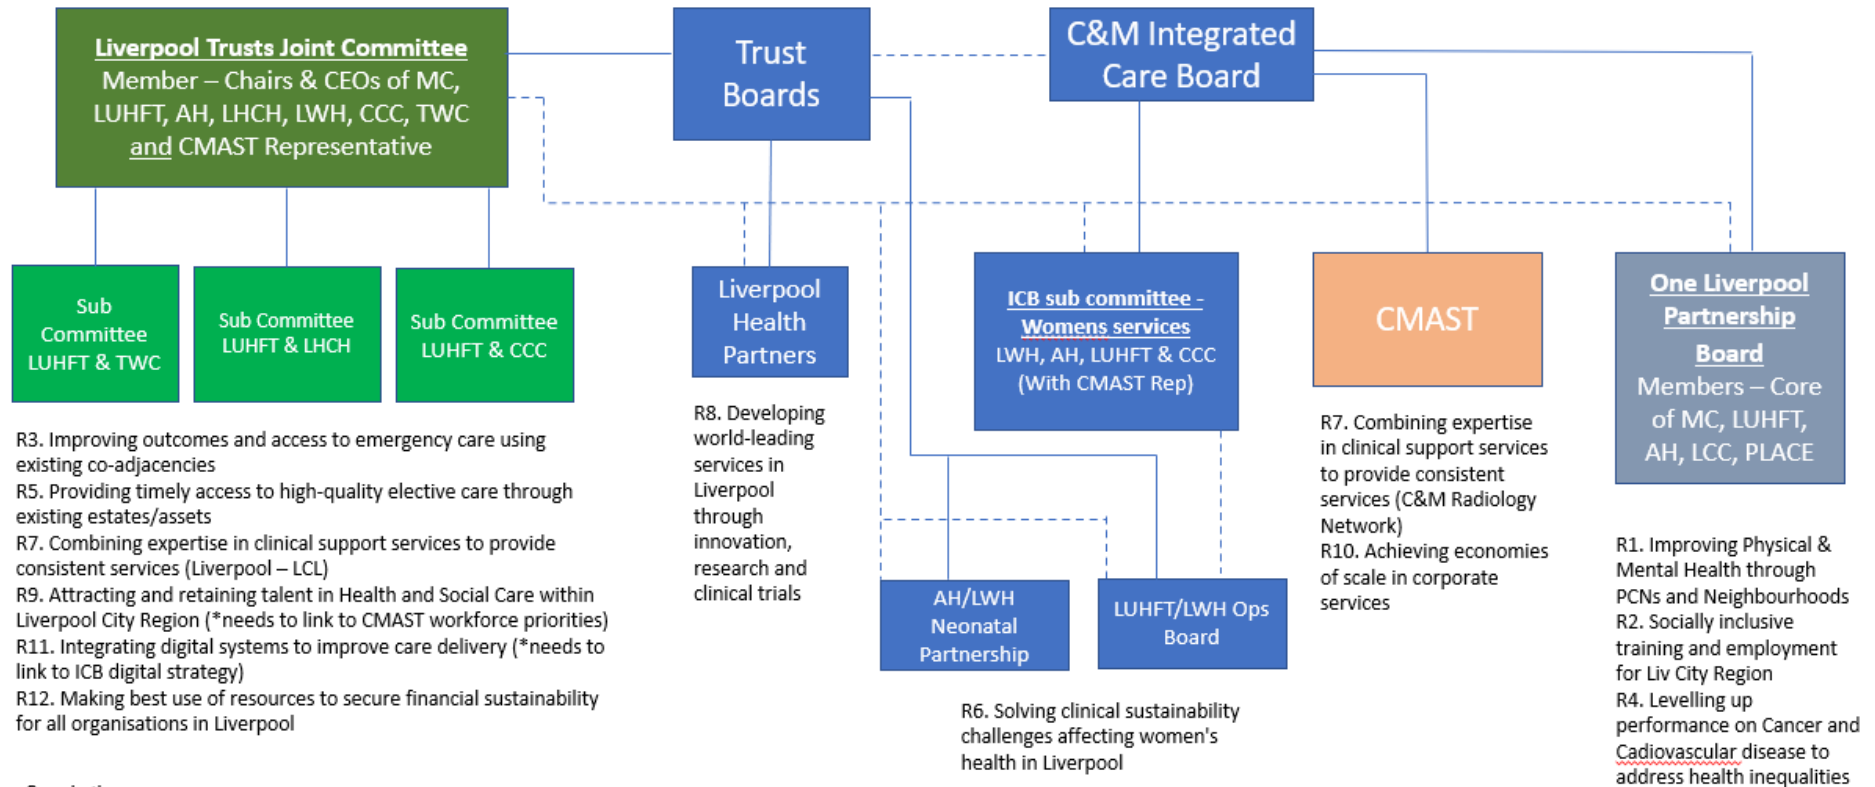 Liverpool Trusts Joint Committee
Member – Chairs & CEOs of MC,
LUHFT, AH, LHCH, LWH, CCC, TWC
and CMAST Representative
Trust
Boards
C&M Integrated
Care Board
Sub
Committee
LUHFT & TWC
Sub Committee
LUHFT & LHCH
Sub Committee
LUHFT & CCC
Liverpool
Health
Partners
ICB sub committee -
Womens services
LWH, AH, LUHFT & CCC
(With CMAST Rep)
CMAST
One Liverpool
Partnership
Board
Members – Core
of MC, LUHFT,
AH, LCC, PLACE
R3. Improving outcomes and access to emergency care using
existing co-adjacencies
R5. Providing timely access to high-quality elective care through
existing estates/assets
R7. Combining expertise in clinical support services to provide
consistent services (Liverpool – LCL)
R9. Attracting and retaining talent in Health and Social Care within
Liverpool City Region (*needs to link to CMAST workforce priorities)
R11. Integrating digital systems to improve care delivery (*needs to
link to ICB digital strategy)
R12. Making best use of resources to secure financial sustainability
for all organisations in Liverpool
R8. Developing
world-leading
services in
Liverpool
through
innovation,
research and
clinical trials
AH/LWH
Neonatal
Partnership
LUHFT/LWH Ops
Board
R6. Solving clinical sustainability
challenges affecting women's
health in Liverpool
R7. Combining expertise
in clinical support services
to provide consistent
services (C&M Radiology
Network)
R10. Achieving economies
of scale in corporate
services
R1. Improving Physical &
Mental Health through
PCNs and Neighbourhoods
R2. Socially inclusive
training and employment
for Liv City Region
R4. Levelling up
performance on Cancer and
Cadiovascular disease to
address health inequalities